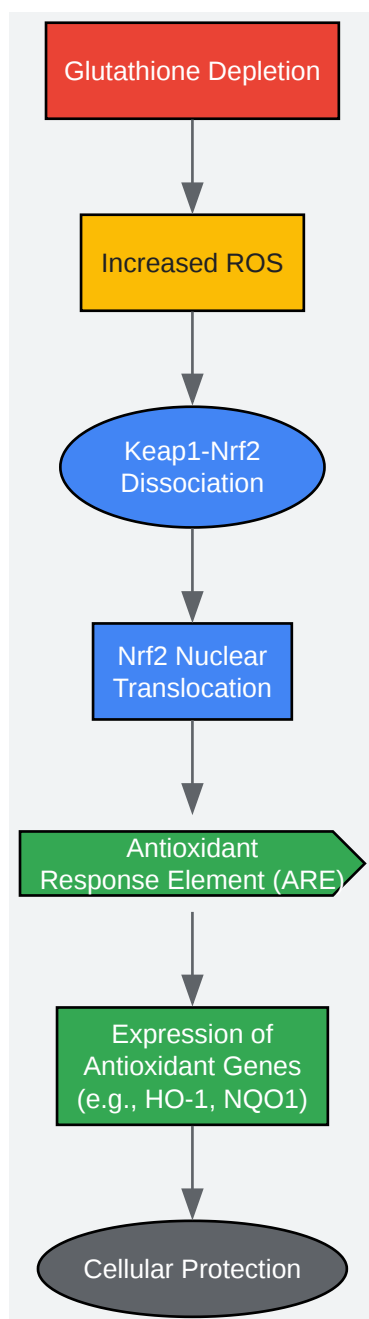 Glutathione Depletion
Increased ROS
Keap1-Nrf2
Dissociation
Nrf2 Nuclear
Translocation
Antioxidant
Response Element (ARE)
Expression of
Antioxidant Genes
(e.g., HO-1, NQO1)
Cellular Protection